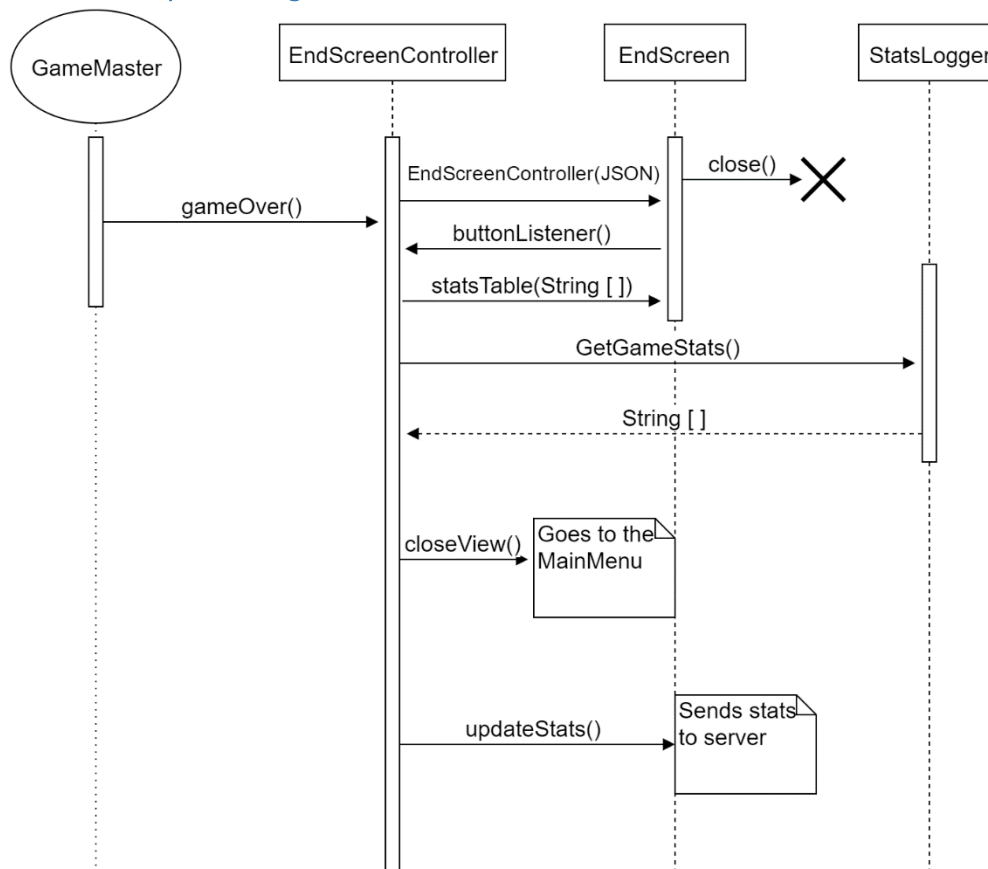 GameMaster
EndScreenController
EndScreen
StatsLogger
close()
EndScreenController(JSON)
gameOver()
buttonListener()
statsTable(String [ ])
GetGameStats()
String [ ]
closeView()
Goes to the
MainMenu
updateStats()
Sends stats
to server